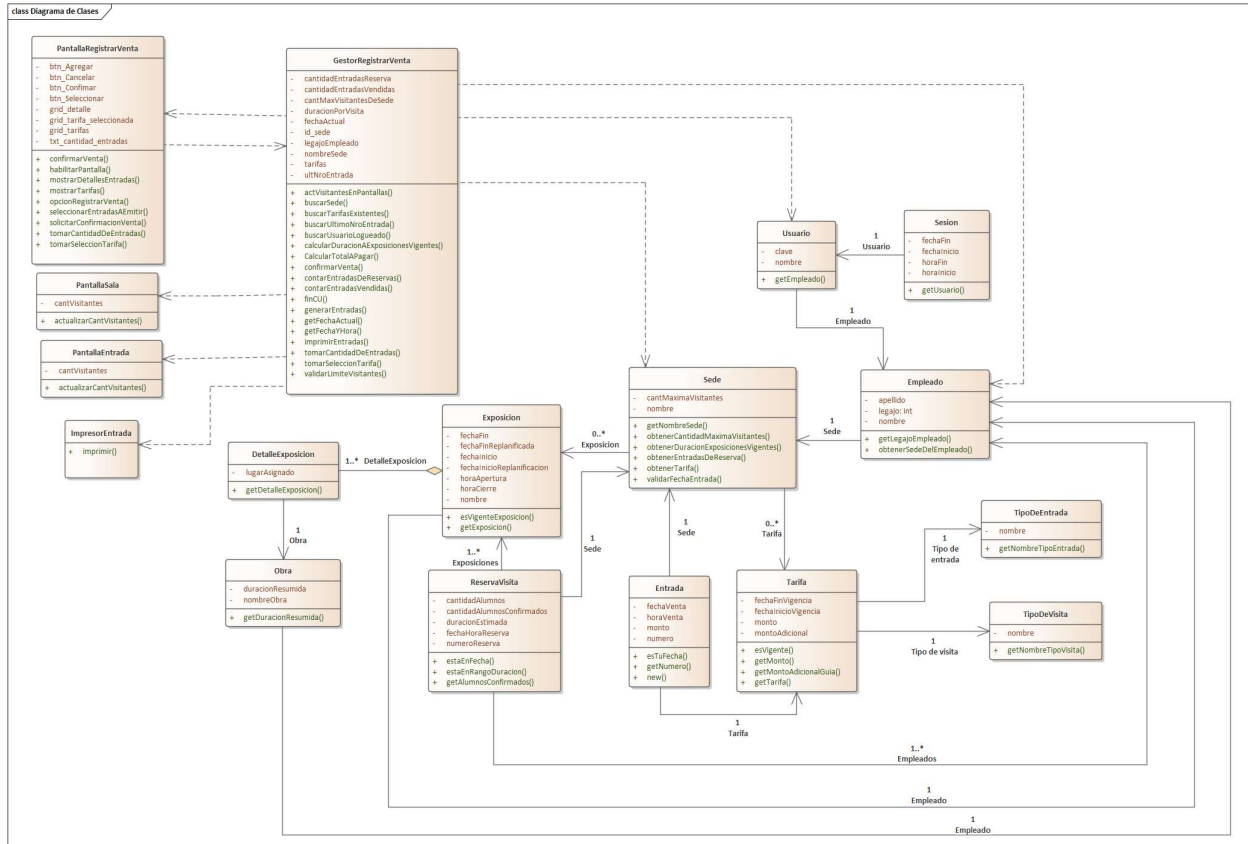 class Diagrama de Clases
PantallaRegistrarVenta
- btn_Agregar
- btn_Cancelar
- btn_Confimar
- btn_Seleccionar
- grid_detalle
- grid_tarifa_seleccionada
- grid_tarifas
- txt_cantidad_entradas
+ confirmarVenta()
+ habilitarPantalla()
+ mostrarDetallesEntradas()
+ mostrarTarifas()
+ opcionRegistrarVenta()
+ seleccionarEntradasAEmitir()
+ solicitarConfirmacionVenta()
+ tomarCantidadDeEntradas()
+ tomarSeleccionTarifa()
GestorRegistrarVenta
- cantidadEntradasReserva
- cantidadEntradasVendidas
- cantMaxVisitantesDeSede
- duracionPorVisita
- fechaActual
- id_sede
- legajoEmpleado
- nombreSede
- tarifas
- ultNroEntrada
+ actVisitantesEnPantallas()
+ buscarSede()
+ buscarTarifasExistentes()
+ buscarUltimoNroEntrada()
+ buscarUsuarioLogueado()
+ calcularDuracionAExposicionesVigentes()
+ CalcularTotalAPagar()
+ confirmarVenta()
+ contarEntradasDeReservas()
+ contarEntradasVendidas()
+ finCU()
+ generarEntradas()
+ getFechaActual()
+ getFechaYHora()
+ imprimirEntradas()
+ tomarCantidadDeEntradas()
+ tomarSeleccionTarifa()
+ validarLimiteVisitantes()
Usuario
- clave
- nombre
+ getEmpleado()
1
Usuario
Sesion
- fechaFin
- fechaInicio
- horaFin
- horaInicio
+ getUsuario()
PantallaSala
- cantVisitantes
+ actualizarCantVisitantes()
PantallaEntrada
- cantVisitantes
+ actualizarCantVisitantes()
ImpresorEntrada
+ imprimir()
1
Empleado
Sede
- cantMaximaVisitantes
- nombre
+ getNombreSede()
+ obtenerCantidadMaximaVisitantes()
+ obtenerDuracionExposicionesVigentes()
+ obtenerEntradasDeReserva()
+ obtenerTarifa()
+ validarFechaEntrada()
1
Sede
Empleado
- apellido
- legajo: int
- nombre
+ getLegajoEmpleado()
+ obtenerSedeDelEmpleado()
DetalleExposicion
- lugarAsignado
+ getDetalleExposicion()
1..* DetalleExposicion
Exposicion
- fechaFin
- fechaFinReplanificada
- fechaInicio
- fechaInicioReplanificacion
- horaApertura
- horaCierre
- nombre
+ esVigenteExposicion()
+ getExposicion()
0..*
Exposicion
1
Obra
Obra
- duracionResumida
- nombreObra
+ getDuracionResumida()
1..*
Exposiciones
1
Sede
1
Sede
0..*
Tarifa
ReservaVisita
- cantidadAlumnos
- cantidadAlumnosConfirmados
- duracionEstimada
- fechaHoraReserva
- numeroReserva
+ estaEnFecha()
+ estaEnRangoDuracion()
+ getAlumnosConfirmados()
Entrada
- fechaVenta
- horaVenta
- monto
- numero
+ esTuFecha()
+ getNumero()
+ new()
Tarifa
- fechaFinVigencia
- fechaInicioVigencia
- monto
- montoAdicional
+ esVigente()
+ getMonto()
+ getMontoAdicionalGuia()
+ getTarifa()
1
Tipo de
entrada
TipoDeEntrada
- nombre
+ getNombreTipoEntrada()
1
Tipo de visita
TipoDeVisita
- nombre
+ getNombreTipoVisita()
1
Tarifa
1..*
Empleados
1
Empleado
1
Empleado